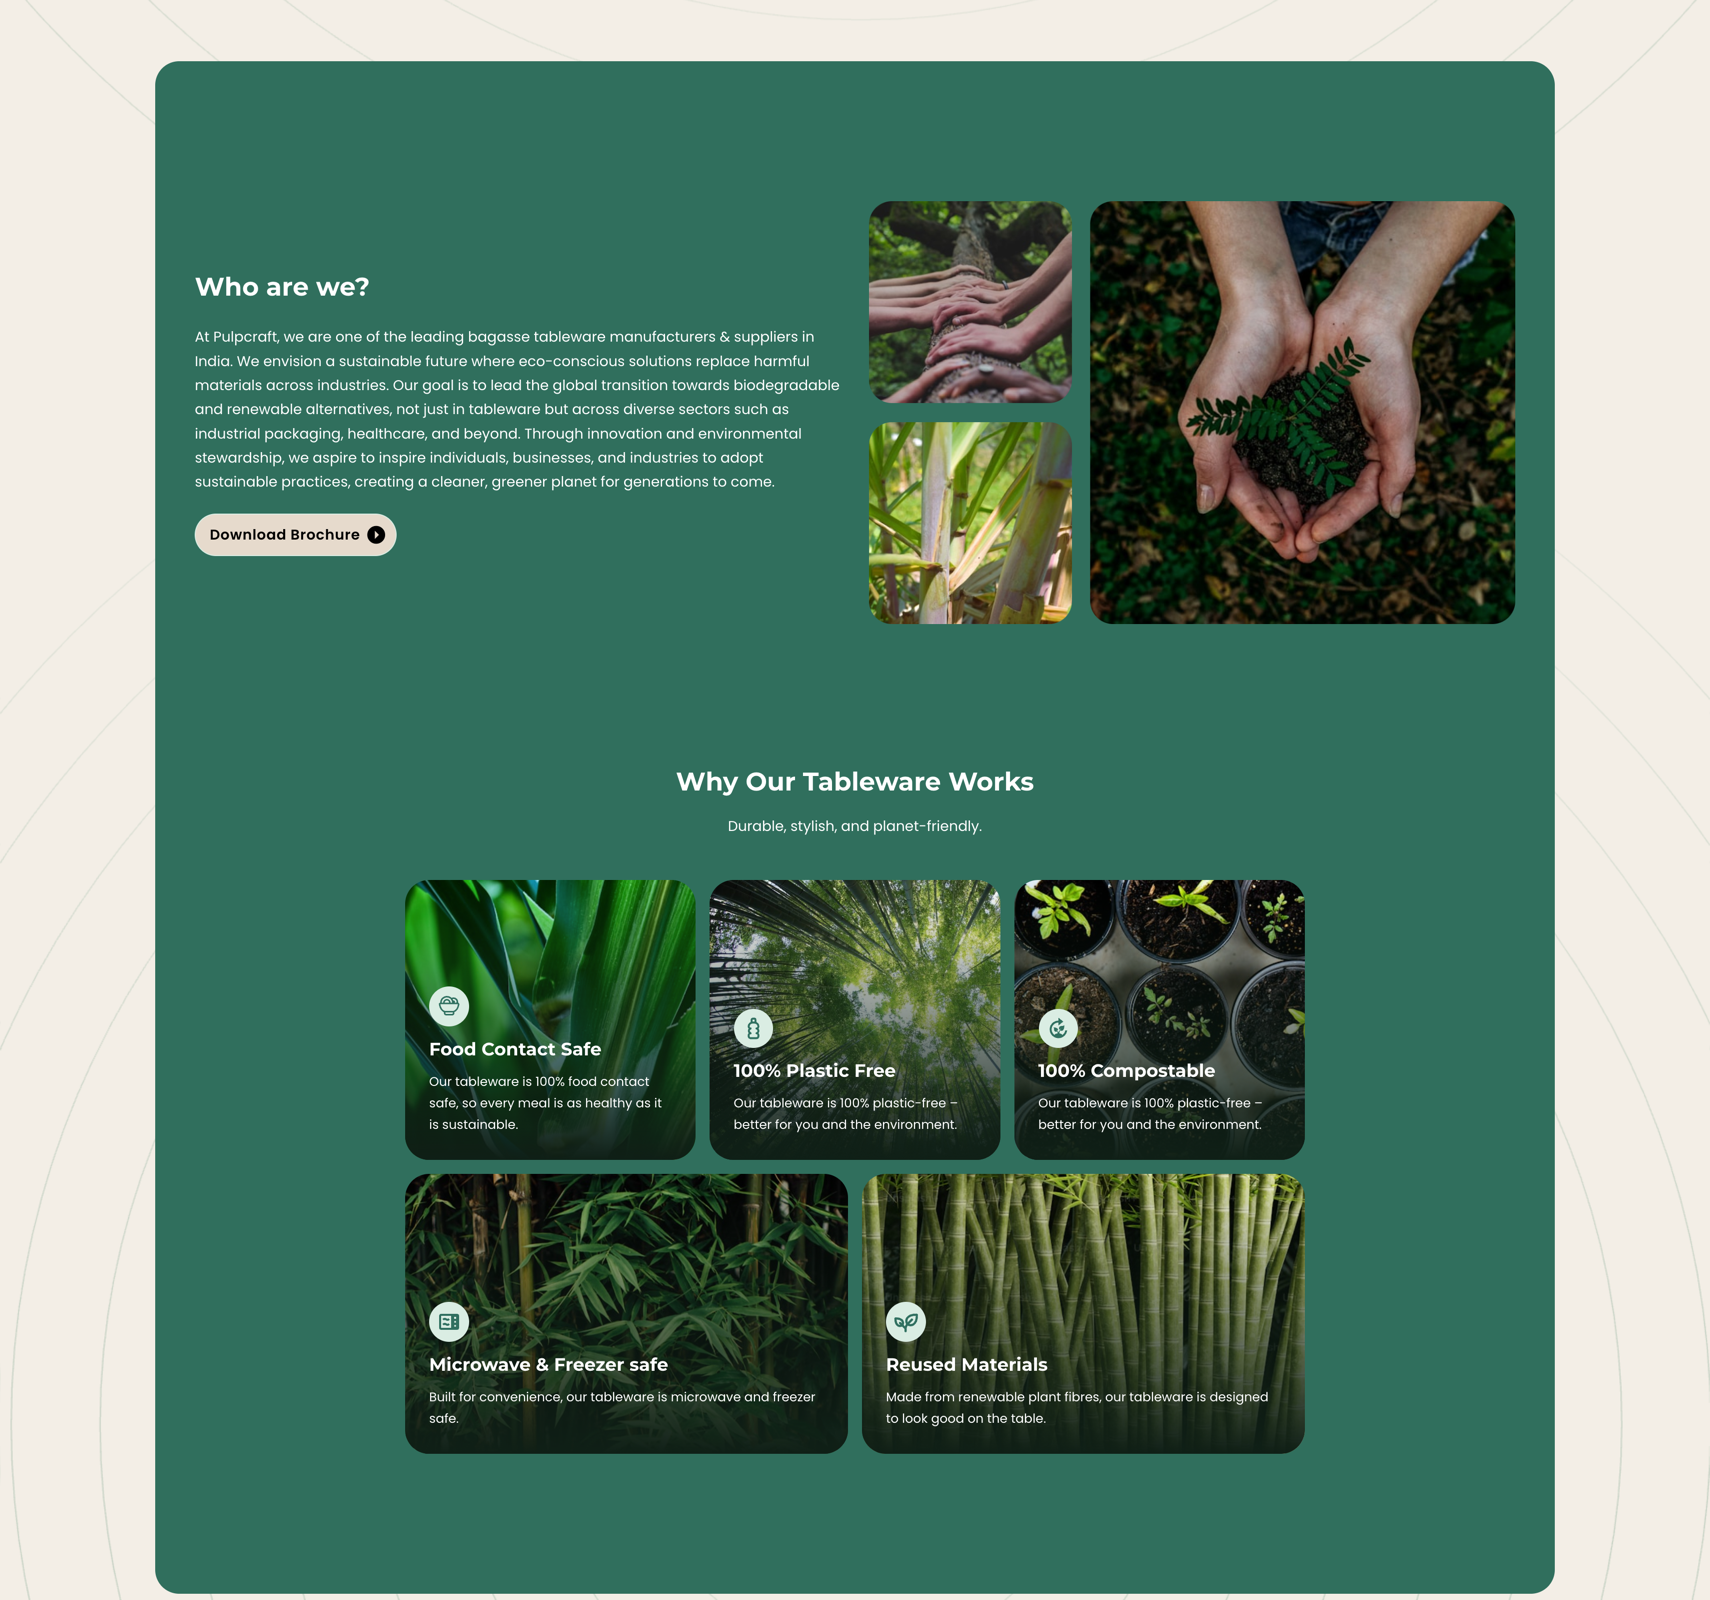 Who are we?
At Pulpcraft, we are one of the leading bagasse tableware manufacturers & suppliers in
India. We envision a sustainable future where eco-conscious solutions replace harmful
materials across industries. Our goal is to lead the global transition towards biodegradable
and renewable alternatives, not just in tableware but across diverse sectors such as
industrial packaging, healthcare, and beyond. Through innovation and environmental
stewardship, we aspire to inspire individuals, businesses, and industries to adopt
sustainable practices, creating a cleaner, greener planet for generations to come.
Download Brochure
Why Our Tableware Works
Durable, stylish, and planet-friendly.
Food Contact Safe
Our tableware is 100% food contact
safe, so every meal is as healthy as it
is sustainable.
100% Plastic Free
Our tableware is 100% plastic-free –
better for you and the environment.
100% Compostable
Our tableware is 100% plastic-free –
better for you and the environment.
Microwave & Freezer safe
Built for convenience, our tableware is microwave and freezer
safe.
Reused Materials
Made from renewable plant fibres, our tableware is designed
to look good on the table.